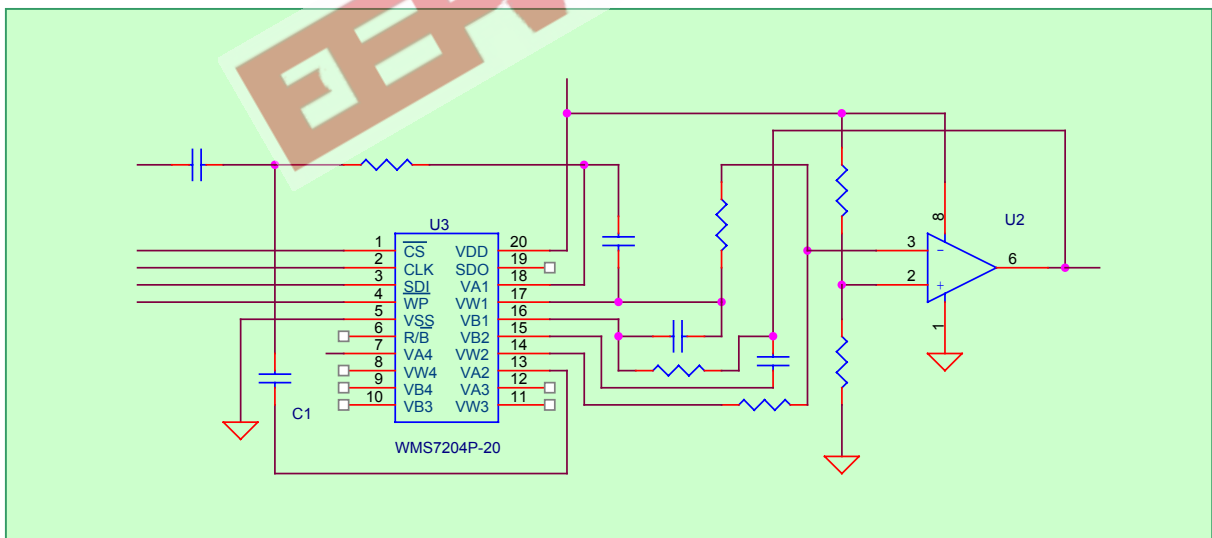 U3
1 CS VDD 20
2 CLK SDO 19
3 SDI VA1 18
4 WP VW1 17
5 VSS VB1 16
6 R/B VB2 15
7 VA4 VW2 14
8 VW4 VA2 13
9 VB4 VA3 12
10 VB3 VW3 11
WMS7204P-20
C1
U2
8
3 −
6
2 +
1